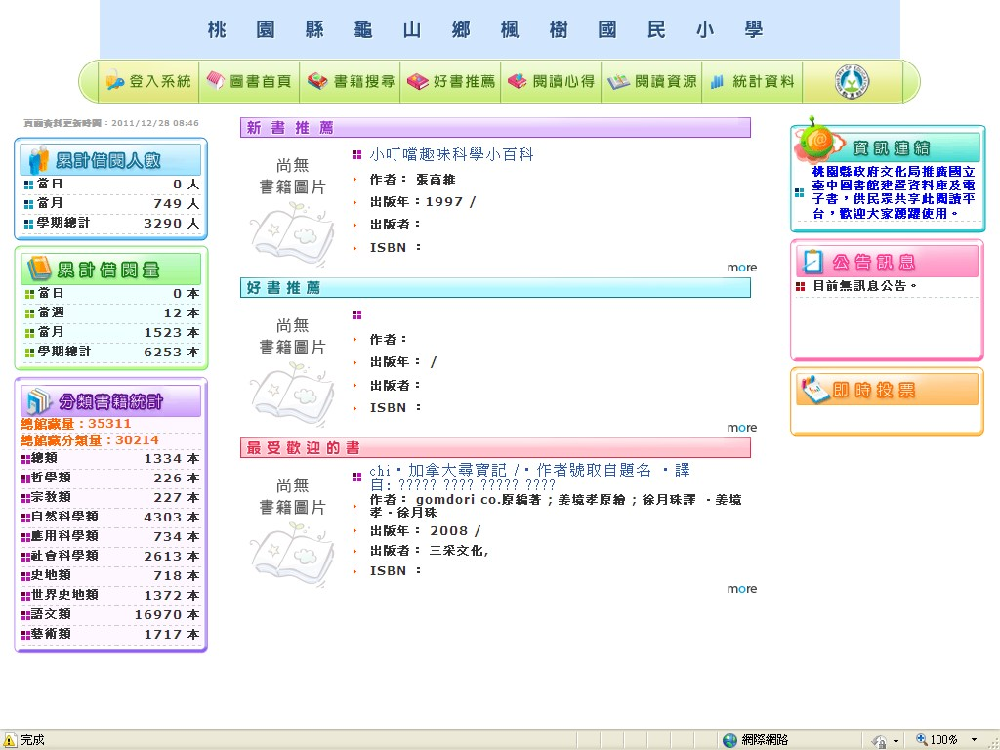 桃園縣龜山鄉楓樹國民小學
登入系統 圖書首頁 書籍搜尋 好書推薦 閱讀心得 閱讀資源 統計資料
頁面資料更新時間：2011/12/28 08:46
累計借閱人數
當日 0 人
當月 749 人
學期總計 3290 人
累計借閱量
當日 0 本
當週 12 本
當月 1523 本
學期總計 6253 本
分類書籍統計
總館藏量：35311
總館藏分類量：30214
總類 1334 本
哲學類 226 本
宗教類 227 本
自然科學類 4303 本
應用科學類 734 本
社會科學類 2613 本
史地類 718 本
世界史地類 1372 本
語文類 16970 本
藝術類 1717 本
新書推薦
尚無
書籍圖片
小叮噹趣味科學小百科
作者： 張育維
出版年：1997 /
出版者：
ISBN ：
more
好書推薦
尚無
書籍圖片
作者：
出版年： /
出版者：
ISBN ：
more
最受歡迎的書
尚無
書籍圖片
chi‧加拿大尋寶記 /‧作者號取自題名 ‧譯
自: ????? ???? ????? ????
作者： gomdori co.原編著；姜境孝原繪；徐月珠譯 ‧姜境
孝‧徐月珠
出版年： 2008 /
出版者： 三采文化,
ISBN ：
more
資訊連結
桃園縣政府文化局推廣國立
臺中圖書館建置資料庫及電
子書，供民眾共享此閱讀平
台，歡迎大家踴躍使用。
公告訊息
目前無訊息公告。
即時投票
完成
網際網路
100%